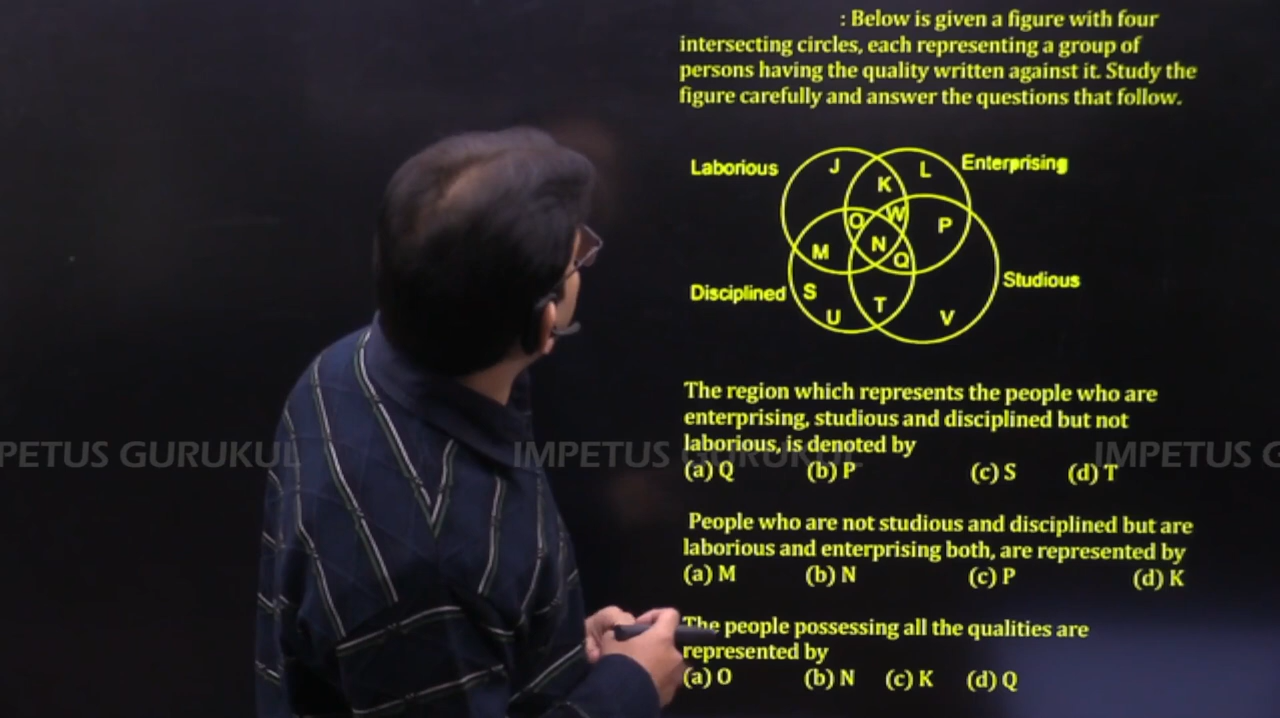 : Below is given a figure with four
intersecting circles, each representing a group of
persons having the quality written against it. Study the
figure carefully and answer the questions that follow.
Laborious
Enterprising
J
K
L
O
W
P
M
N
Q
Disciplined
S
Studious
U
T
V
The region which represents the people who are
enterprising, studious and disciplined but not
laborious, is denoted by
(a) Q (b) P (c) S (d) T
PETUS GURUKUL IMPETUS GURUKUL IMPETUS G
People who are not studious and disciplined but are
laborious and enterprising both, are represented by
(a) M (b) N (c) P (d) K
The people possessing all the qualities are
represented by
(a) O (b) N (c) K (d) Q